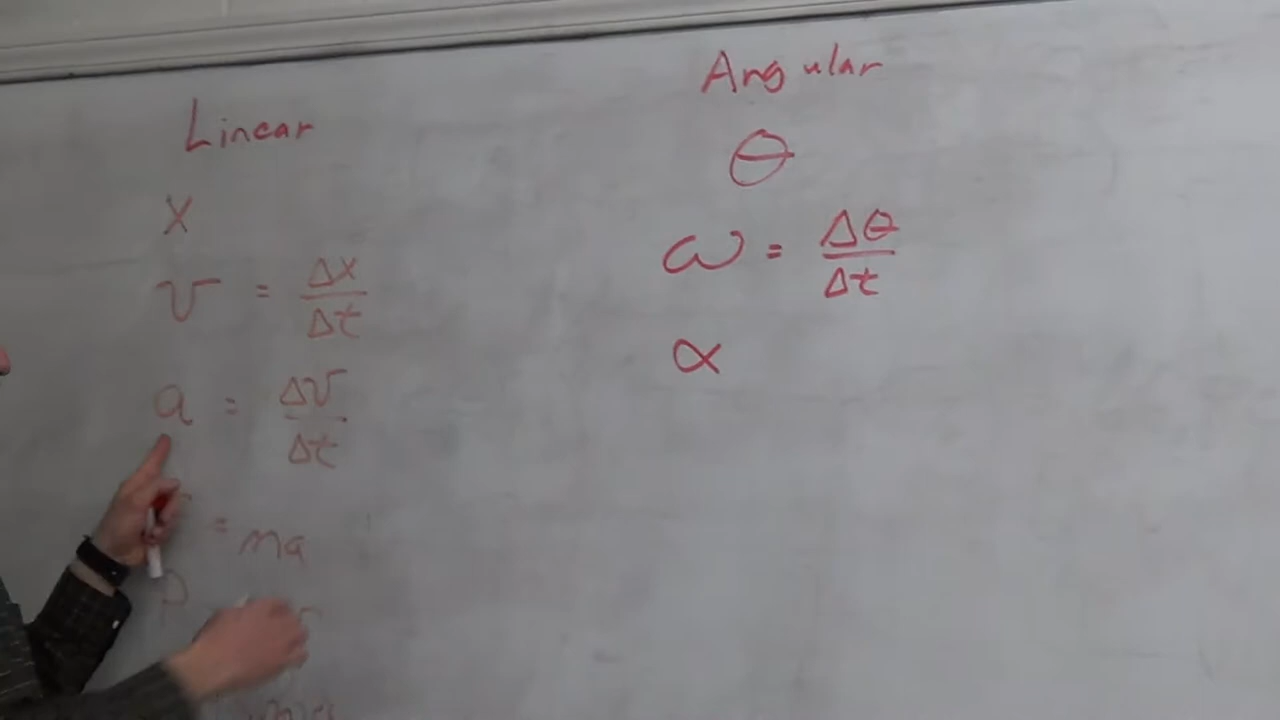 Linear
x
v = Δx/Δt
a = Δv/Δt
= ma
p
Angular
θ
ω = Δθ/Δt
α